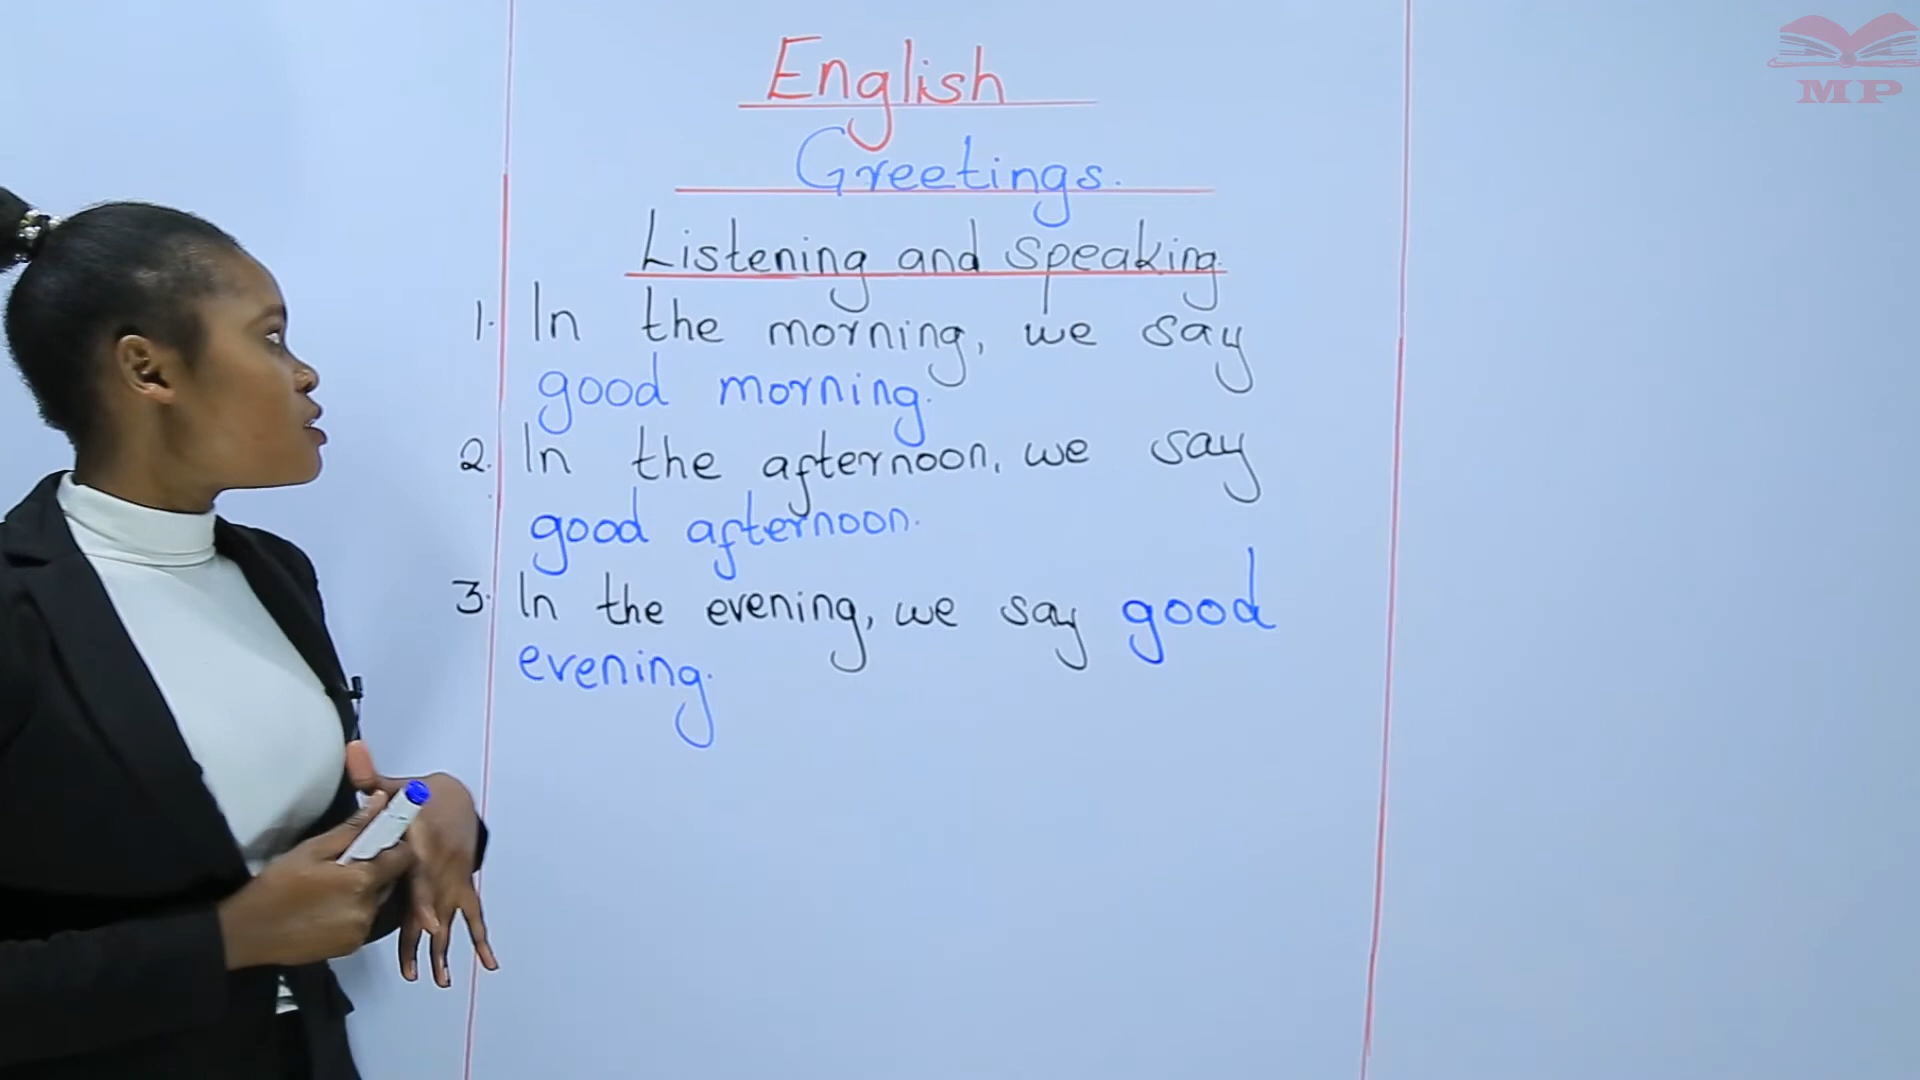 MP
English
Greetings.
Listening and speaking.
1. In the morning, we say
good morning.
2. In the afternoon, we say
good afternoon.
3. In the evening, we say good
evening.